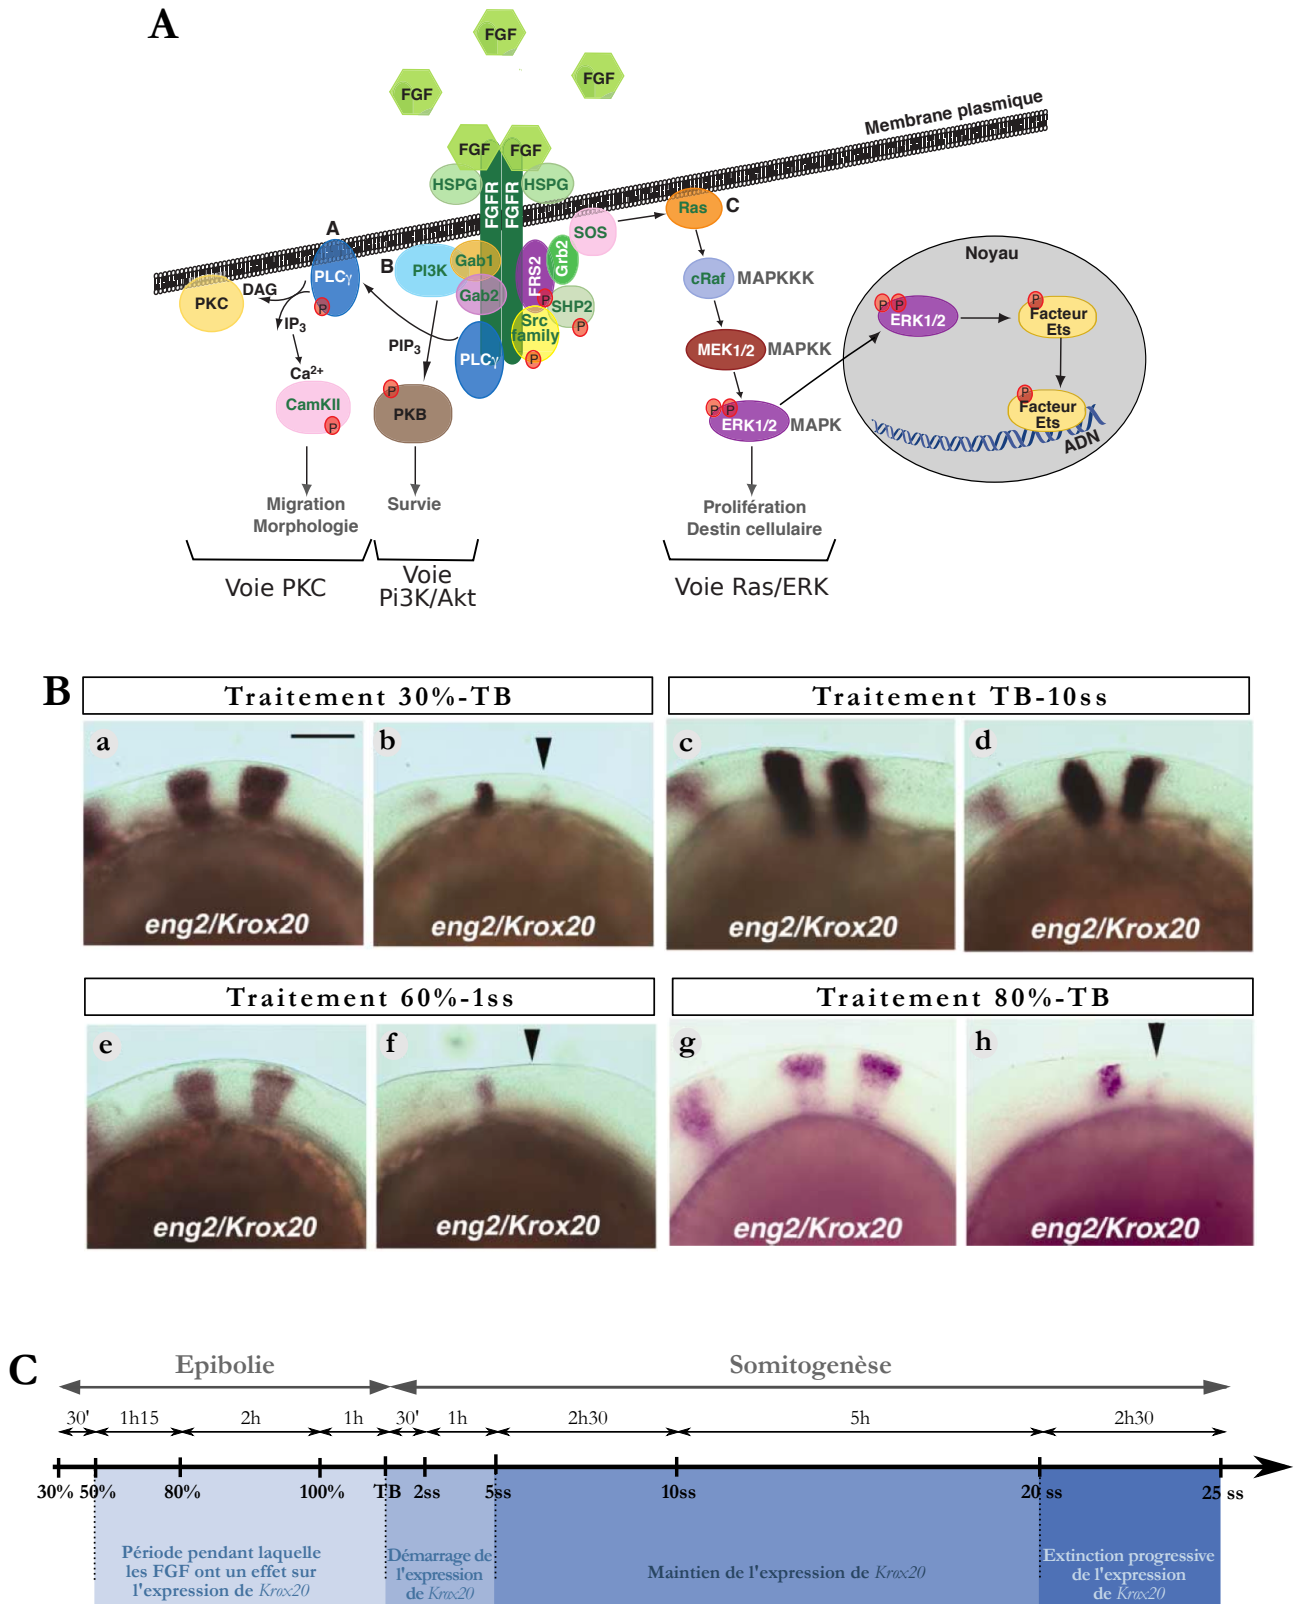 A
FGF
FGF
FGF
Membrane plasmique
FGF
FGF
HSPG
HSPG
FGFR
FGFR
Ras
C
SOS
A
B
PI3K
Gab1
Gab2
FRS2
Grb2
PLCγ
P
DAG
PKC
IP3
Ca2+
CamKII
P
PIP3
P
PKB
PLCγ
P
SHP2
P
Src
family
P
cRaf
MAPKKK
MEK1/2
MAPKK
P
P
ERK1/2
MAPK
Noyau
P
P
ERK1/2
P
Facteur
Ets
P
Facteur
Ets
ADN
Migration
Morphologie
Survie
Prolifération
Destin cellulaire
Voie PKC
Voie
Pi3K/Akt
Voie Ras/ERK
B
Traitement 30%-TB
Traitement TB-10ss
a
eng2/Krox20
b
eng2/Krox20
c
eng2/Krox20
d
eng2/Krox20
Traitement 60%-1ss
Traitement 80%-TB
e
eng2/Krox20
f
eng2/Krox20
g
eng2/Krox20
h
eng2/Krox20
C
Epibolie
Somitogenèse
30'
1h15
2h
1h
30'
1h
2h30
5h
2h30
30%
50%
80%
100%
TB
2ss
5ss
10ss
20 ss
25 ss
Période pendant laquelle
les FGF ont un effet sur
l'expression de Krox20
Démarrage de
l'expression
de Krox20
Maintien de l'expression de Krox20
Extinction progressive
de l'expression
de Krox20